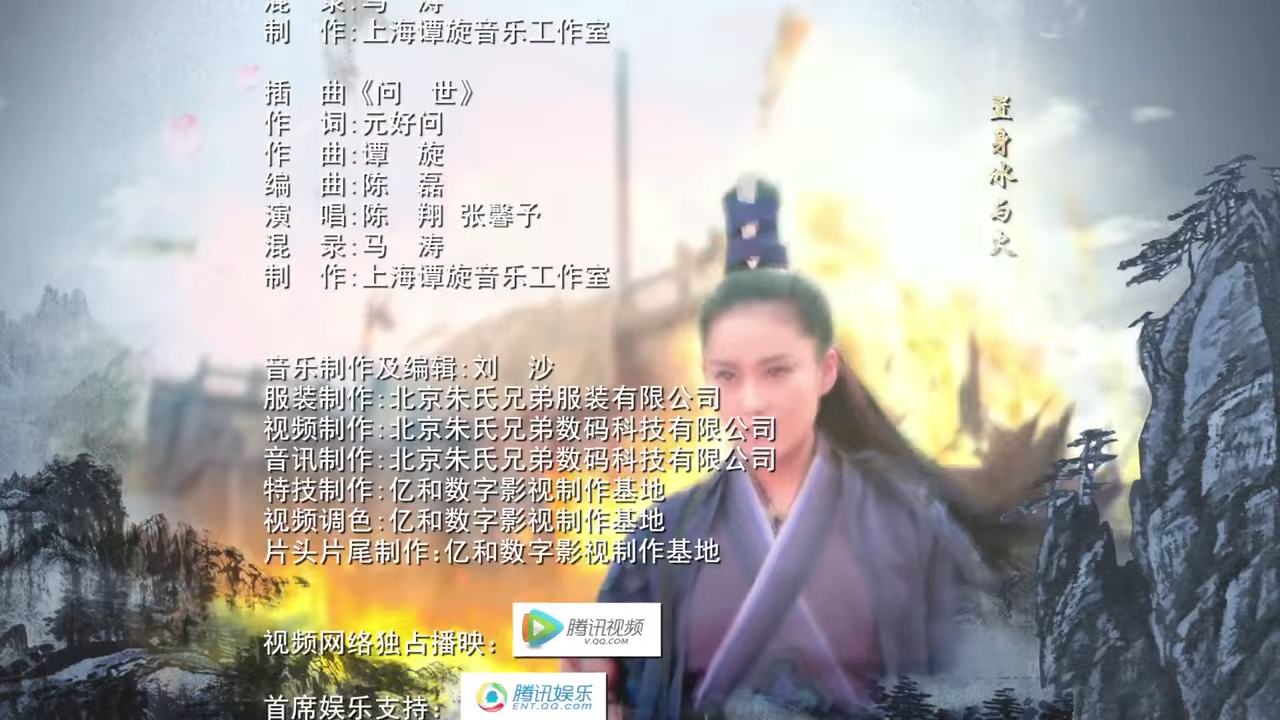 混　录:马　涛
制　作:上海谭旋音乐工作室
插　曲《问　世》
作　词:元好问
作　曲:谭　旋
编　曲:陈　磊
演　唱:陈　翔 张馨予
混　录:马　涛
制　作:上海谭旋音乐工作室
音乐制作及编辑:刘　沙
服装制作:北京朱氏兄弟服装有限公司
视频制作:北京朱氏兄弟数码科技有限公司
音讯制作:北京朱氏兄弟数码科技有限公司
特技制作:亿和数字影视制作基地
视频调色:亿和数字影视制作基地
片头片尾制作:亿和数字影视制作基地
视频网络独占播映:
腾讯视频
V.QQ.COM
首席娱乐支持:
腾讯娱乐
ENT.QQ.COM
置身冰与火